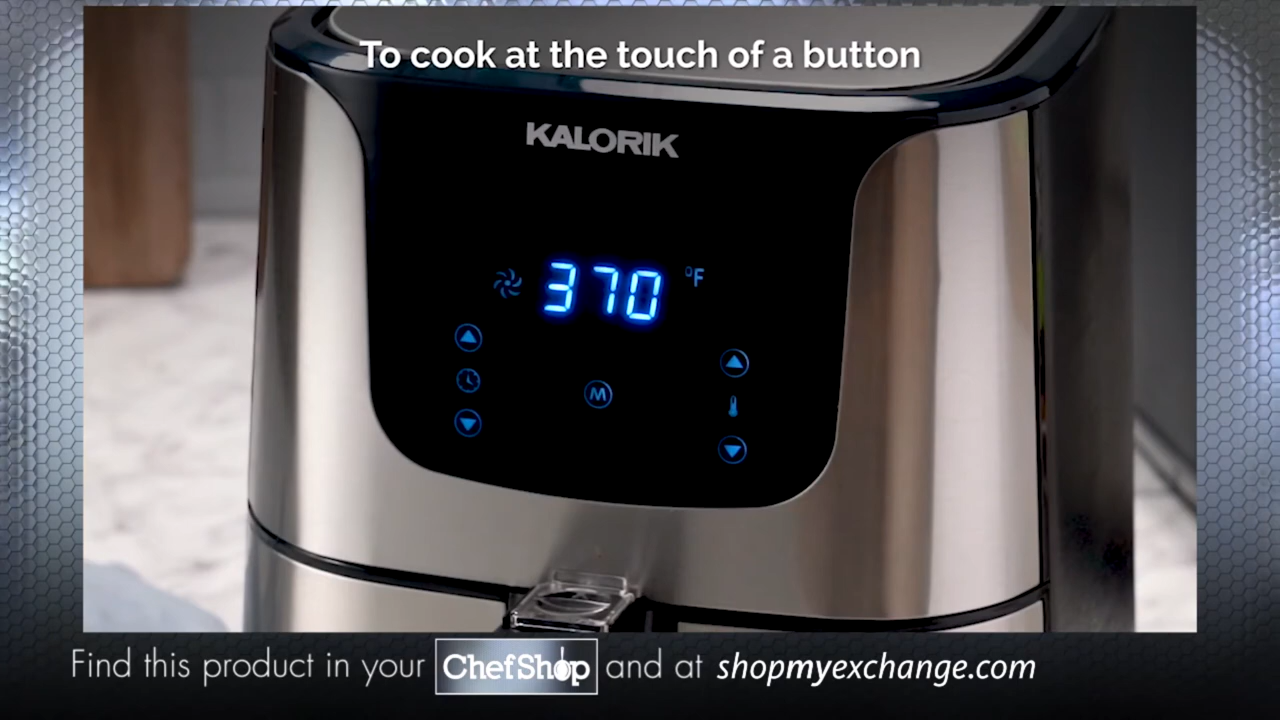 To cook at the touch of a button
KALORIK
370 °F
M
Find this product in your ChefShop and at shopmyexchange.com